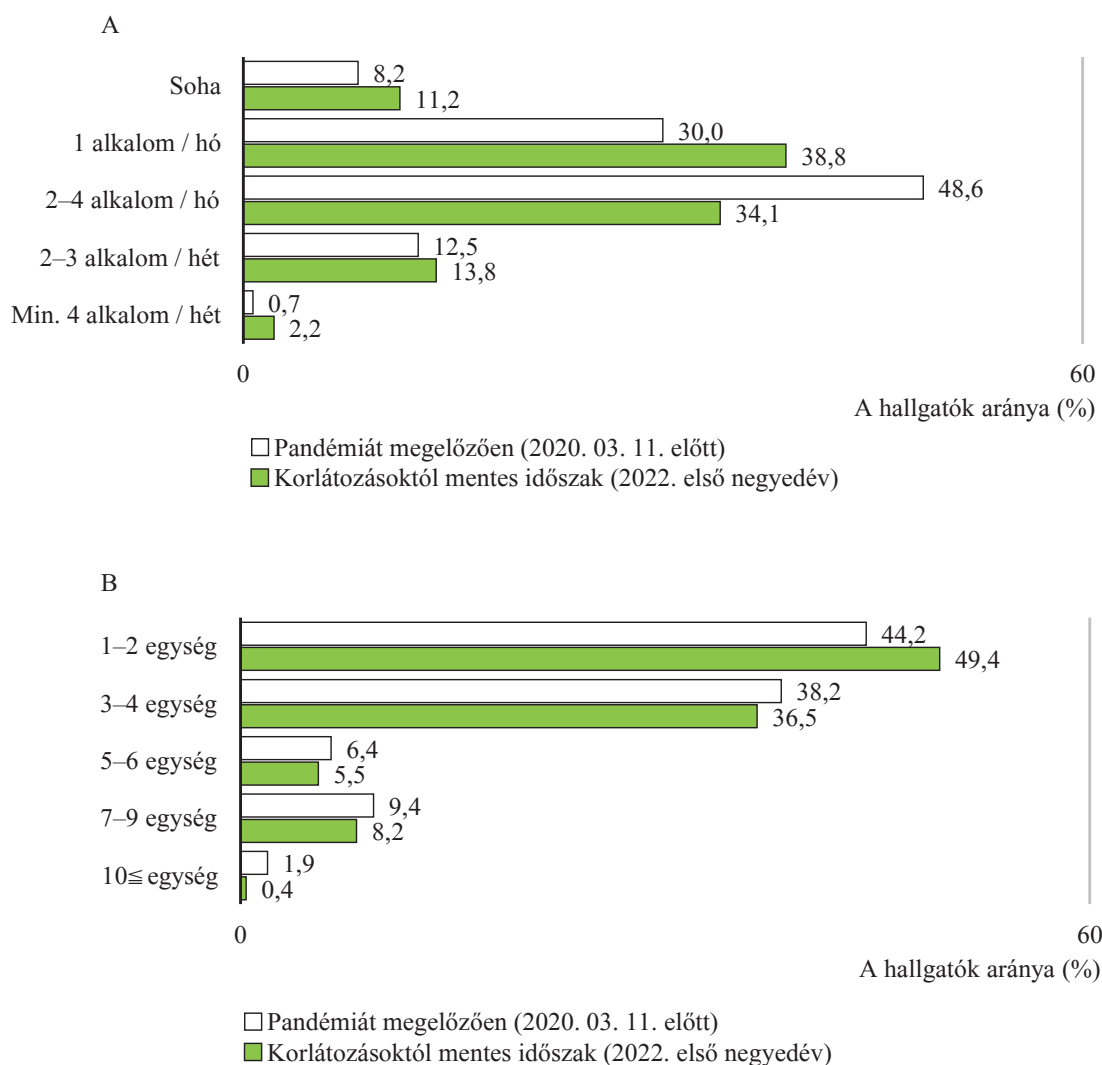 A
Soha
8,2
11,2
1 alkalom / hó
30,0
38,8
2–4 alkalom / hó
48,6
34,1
2–3 alkalom / hét
12,5
13,8
Min. 4 alkalom / hét
0,7
2,2
0
60
A hallgatók aránya (%)
Pandémiát megelőzően (2020. 03. 11. előtt)
Korlátozásoktól mentes időszak (2022. első negyedév)
B
1–2 egység
44,2
49,4
3–4 egység
38,2
36,5
5–6 egység
6,4
5,5
7–9 egység
9,4
8,2
10≦ egység
1,9
0,4
0
60
A hallgatók aránya (%)
Pandémiát megelőzően (2020. 03. 11. előtt)
Korlátozásoktól mentes időszak (2022. első negyedév)